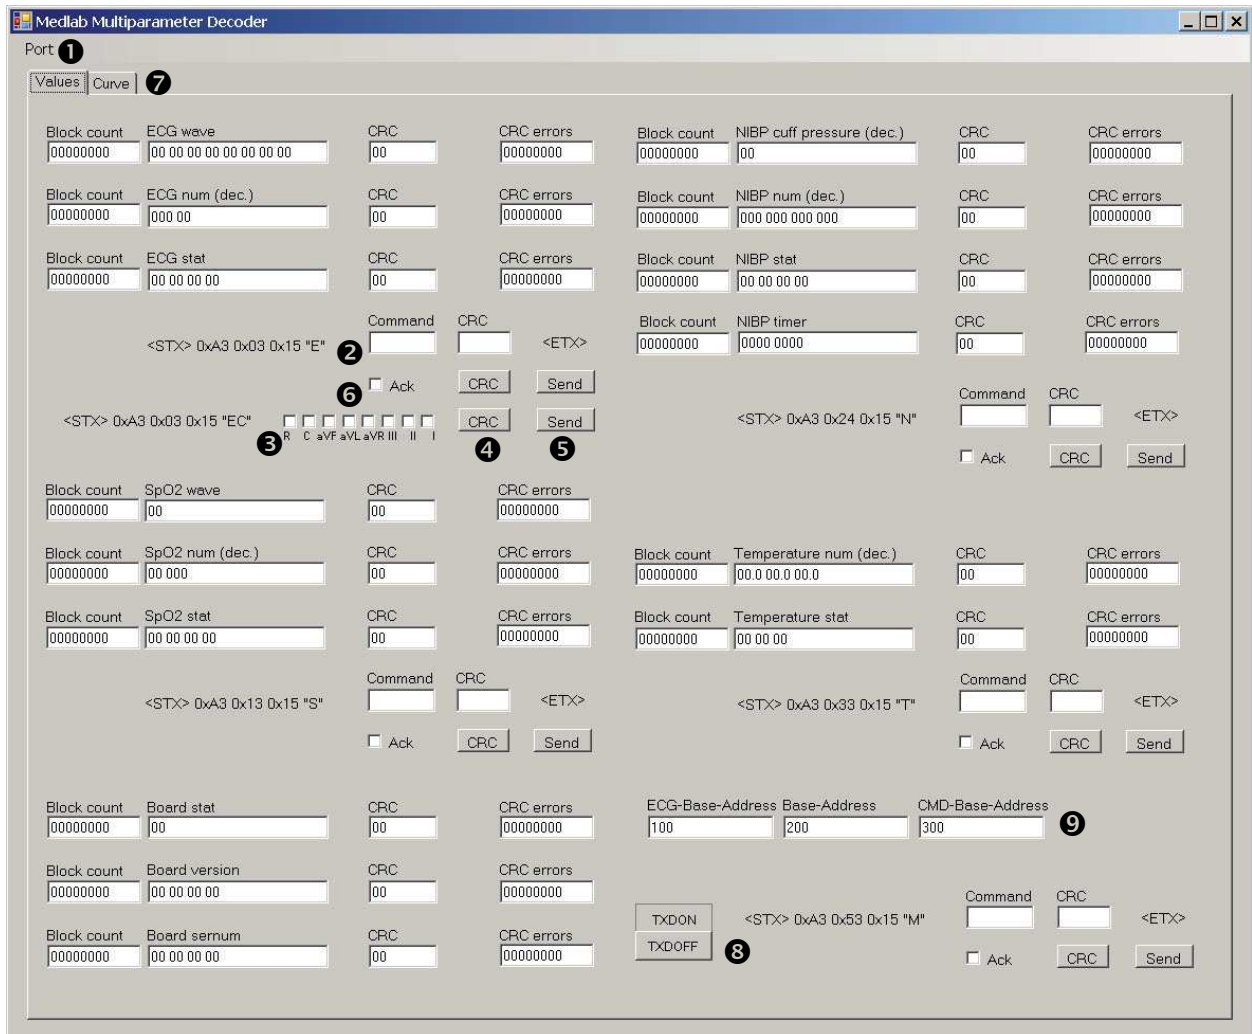 Medlab Multiparameter Decoder
Port ❶
Values Curve ❼
Block count ECG wave CRC CRC errors
00000000 00 00 00 00 00 00 00 00 00 00 00000000
Block count ECG num (dec.) CRC CRC errors
00000000 000 00 00 00000000
Block count ECG stat CRC CRC errors
00000000 00 00 00 00 00 00000000
Command CRC
<STX> 0xA3 0x03 0x15 "E" ❷ <ETX>
❻ Ack CRC Send
<STX> 0xA3 0x03 0x15 "EC" CRC Send
❸ R C aVF aVL aVR III II I ❹ ❺
Block count NIBP cuff pressure (dec.) CRC CRC errors
00000000 00 00 00000000
Block count NIBP num (dec.) CRC CRC errors
00000000 000 000 000 000 00 00000000
Block count NIBP stat CRC CRC errors
00000000 00 00 00 00 00 00000000
Block count NIBP timer CRC CRC errors
00000000 0000 0000 00 00000000
Command CRC
<STX> 0xA3 0x24 0x15 "N" <ETX>
Ack CRC Send
Block count SpO2 wave CRC CRC errors
00000000 00 00 00000000
Block count SpO2 num (dec.) CRC CRC errors
00000000 00 000 00 00000000
Block count SpO2 stat CRC CRC errors
00000000 00 00 00 00 00 00000000
Command CRC
<STX> 0xA3 0x13 0x15 "S" <ETX>
Ack CRC Send
Block count Temperature num (dec.) CRC CRC errors
00000000 00.0 00.0 00.0 00 00000000
Block count Temperature stat CRC CRC errors
00000000 00 00 00 00 00000000
Command CRC
<STX> 0xA3 0x33 0x15 "T" <ETX>
Ack CRC Send
Block count Board stat CRC CRC errors
00000000 00 00 00000000
Block count Board version CRC CRC errors
00000000 00 00 00 00 00 00000000
Block count Board sernum CRC CRC errors
00000000 00 00 00 00 00 00000000
ECG-Base-Address Base-Address CMD-Base-Address
100 200 300 ❾
Command CRC
TXDON <STX> 0xA3 0x53 0x15 "M" <ETX>
TXDOFF ❽ Ack CRC Send